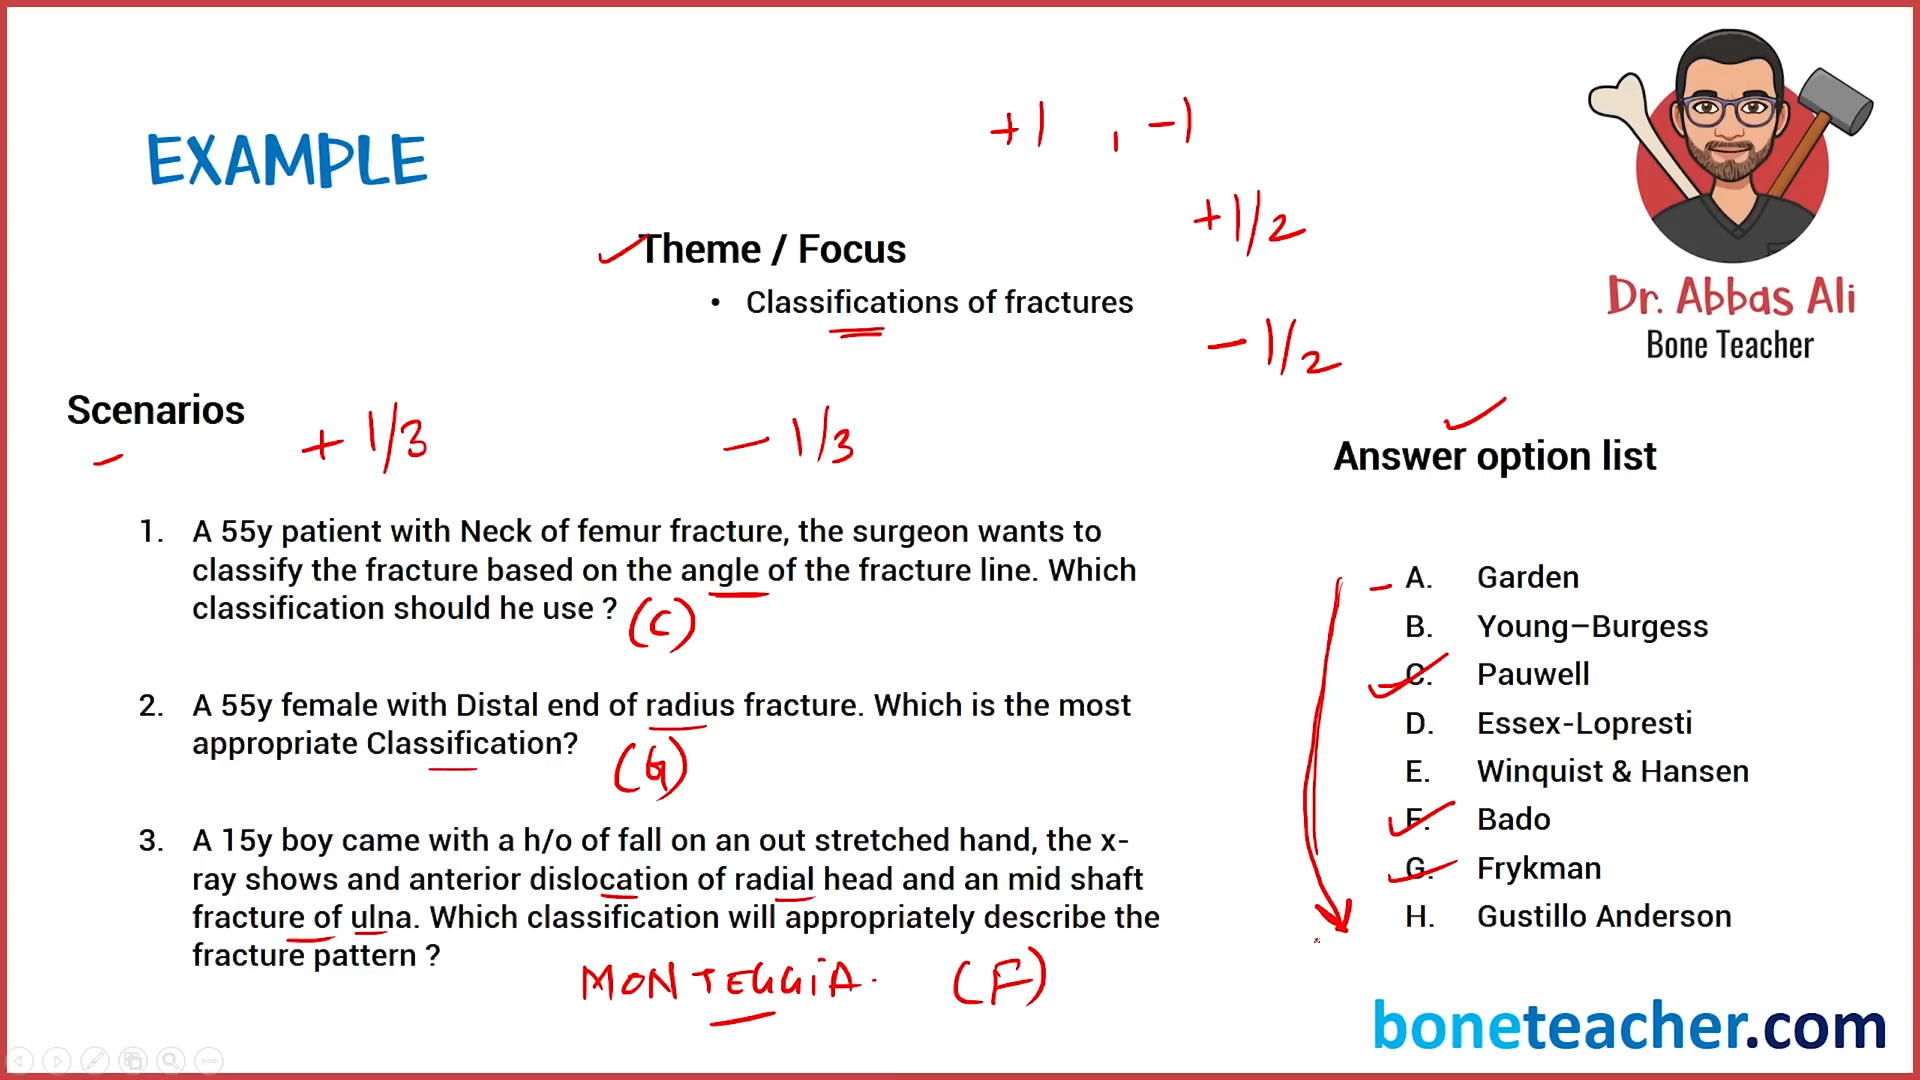 EXAMPLE
+1 , -1
+1/2
Theme / Focus
• Classifications of fractures
-1/2
Dr. Abbas Ali
Bone Teacher
Scenarios
+ 1/3
- 1/3
1. A 55y patient with Neck of femur fracture, the surgeon wants to
classify the fracture based on the angle of the fracture line. Which
classification should he use ? (C)
2. A 55y female with Distal end of radius fracture. Which is the most
appropriate Classification? (G)
3. A 15y boy came with a h/o of fall on an out stretched hand, the x-
ray shows and anterior dislocation of radial head and an mid shaft
fracture of ulna. Which classification will appropriately describe the
fracture pattern ?
MONTEGGIA. (F)
Answer option list
A. Garden
B. Young–Burgess
C. Pauwell
D. Essex-Lopresti
E. Winquist & Hansen
F. Bado
G. Frykman
H. Gustillo Anderson
boneteacher.com